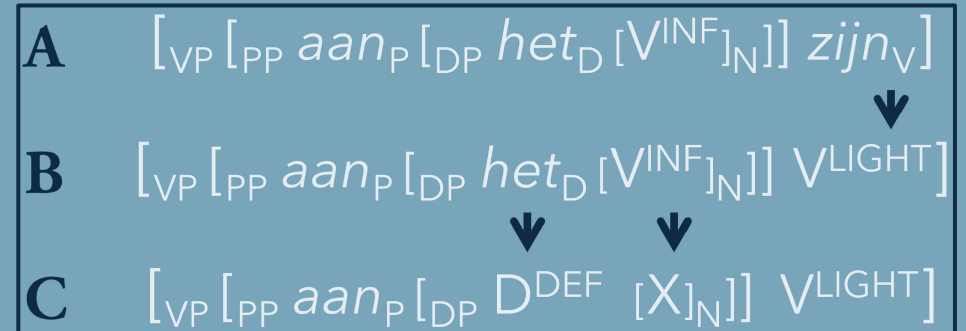 A [VP [PP aanP [DP hetD [VINF]N]] zijnV]
B [VP [PP aanP [DP hetD [VINF]N]] VLIGHT]
C [VP [PP aanP [DP DDEF [X]N]] VLIGHT]